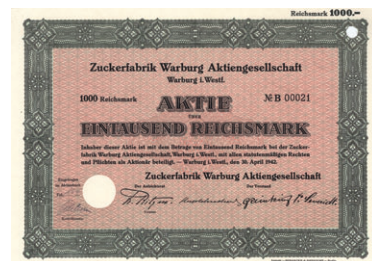 Reichsmark 1000.–
Zuckerfabrik Warburg Aktiengesellschaft
Warburg i.Westf.
1000 Reichsmark
AKTIE
№ B 00021
ÜBER
EINTAUSEND REICHSMARK
Inhaber dieser Aktie ist mit dem Betrage von Eintausend Reichsmark bei der Zucker-
fabrik Warburg Aktiengesellschaft, Warburg i.Westf., mit allen statutenmäßigen Rechten
und Pflichten als Aktionär beteiligt. – Warburg i.Westf., den 30. April 1942.
Zuckerfabrik Warburg Aktiengesellschaft
Der Aufsichtsrat
Der Vorstand